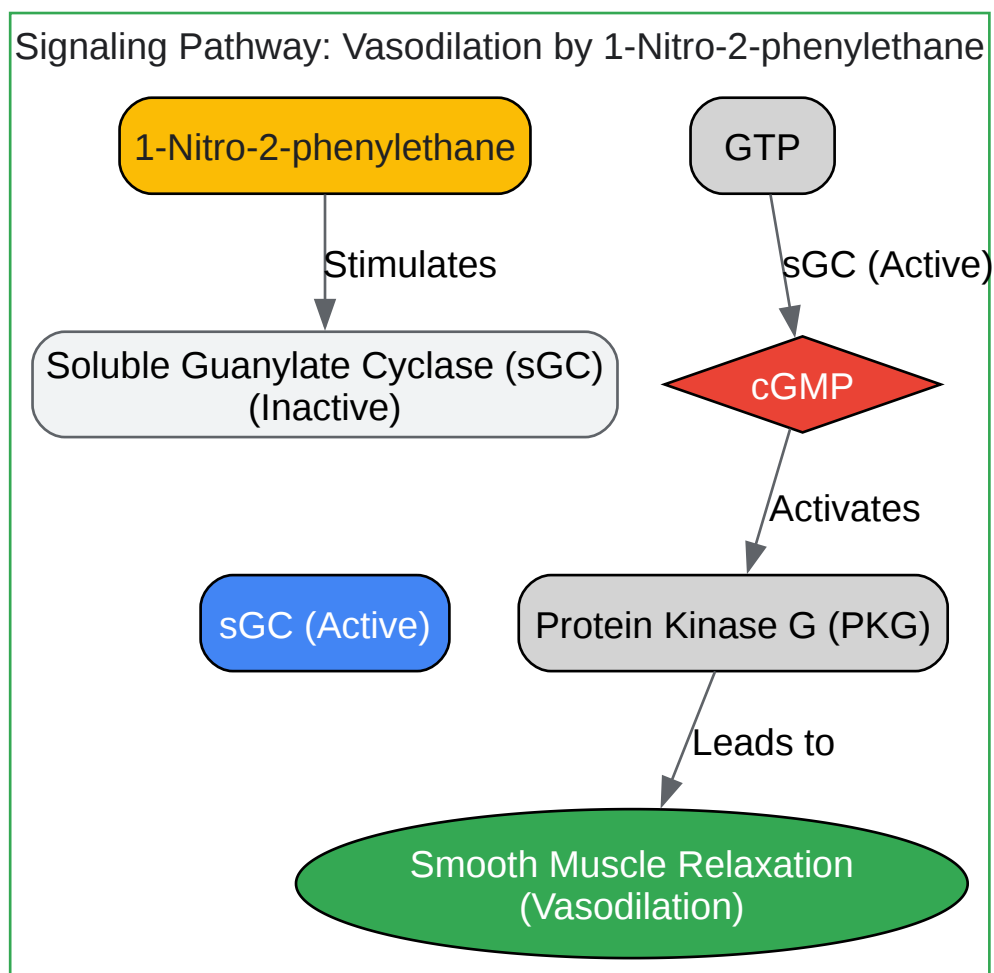 Signaling Pathway: Vasodilation by 1-Nitro-2-phenylethane
1-Nitro-2-phenylethane
GTP
Stimulates
sGC (Active)
Soluble Guanylate Cyclase (sGC)
(Inactive)
cGMP
Activates
sGC (Active)
Protein Kinase G (PKG)
Leads to
Smooth Muscle Relaxation
(Vasodilation)